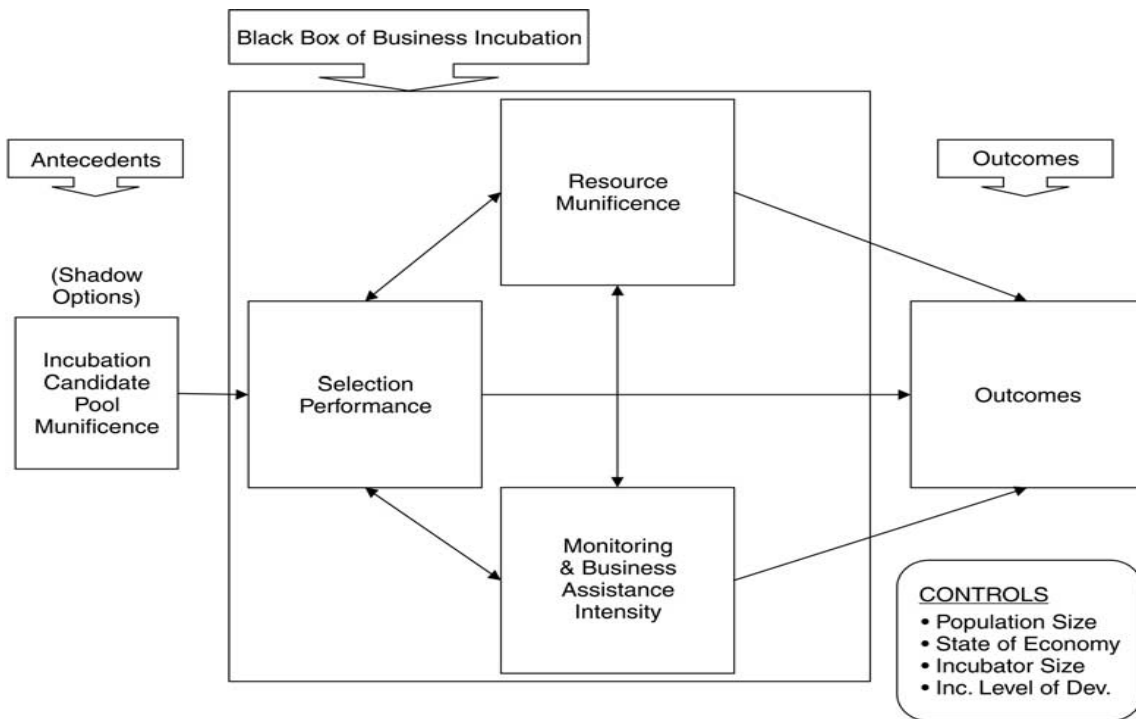 Black Box of Business Incubation
Antecedents
Outcomes
Resource
Munificence
(Shadow
Options)
Incubation
Candidate
Pool
Munificence
Selection
Performance
Outcomes
Monitoring
& Business
Assistance
Intensity
CONTROLS
• Population Size
• State of Economy
• Incubator Size
• Inc. Level of Dev.